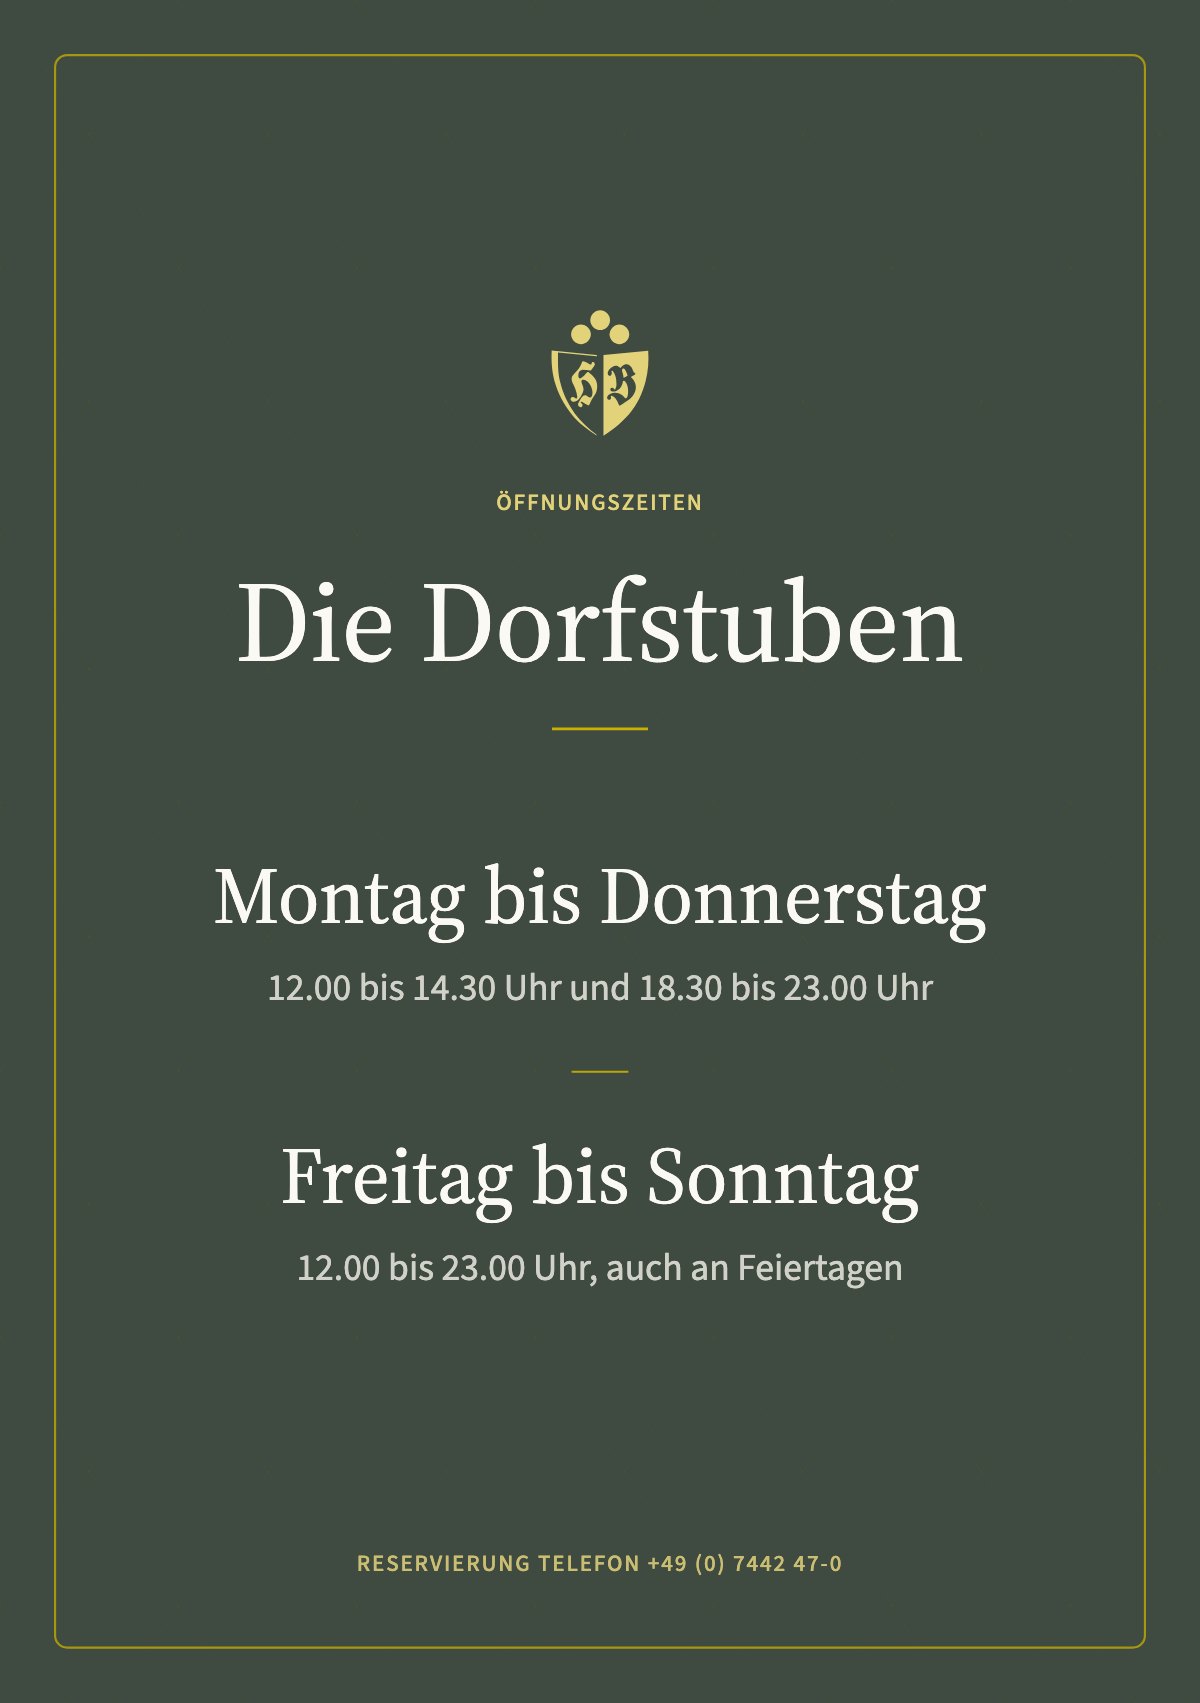 HB
ÖFFNUNGSZEITEN
Die Dorfstuben
Montag bis Donnerstag
12.00 bis 14.30 Uhr und 18.30 bis 23.00 Uhr
Freitag bis Sonntag
12.00 bis 23.00 Uhr, auch an Feiertagen
RESERVIERUNG TELEFON +49 (0) 7442 47-0